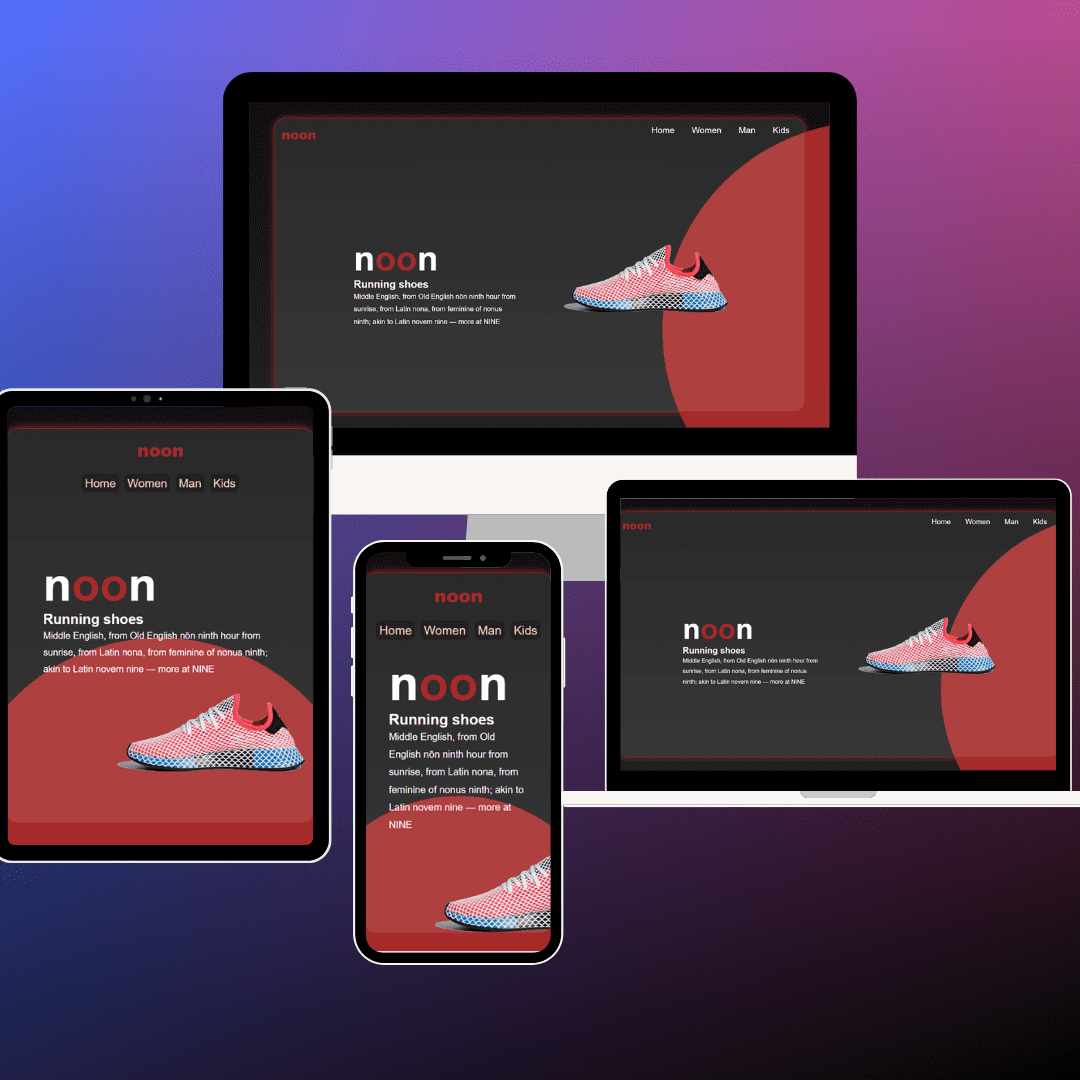 noon
Home Women Man Kids
noon
Running shoes
Middle English, from Old English nōn ninth hour from
sunrise, from Latin nona, from feminine of nonus
ninth; akin to Latin novem nine — more at NINE
noon
Home Women Man Kids
noon
Running shoes
Middle English, from Old English nōn ninth hour from
sunrise, from Latin nona, from feminine of nonus ninth;
akin to Latin novem nine — more at NINE
noon
Home Women Man Kids
noon
Running shoes
Middle English, from Old
English nōn ninth hour from
sunrise, from Latin nona, from
feminine of nonus ninth; akin to
Latin novem nine — more at
NINE
noon
Home Women Man Kids
noon
Running shoes
Middle English, from Old English nōn ninth hour from
sunrise, from Latin nona, from feminine of nonus
ninth; akin to Latin novem nine — more at NINE